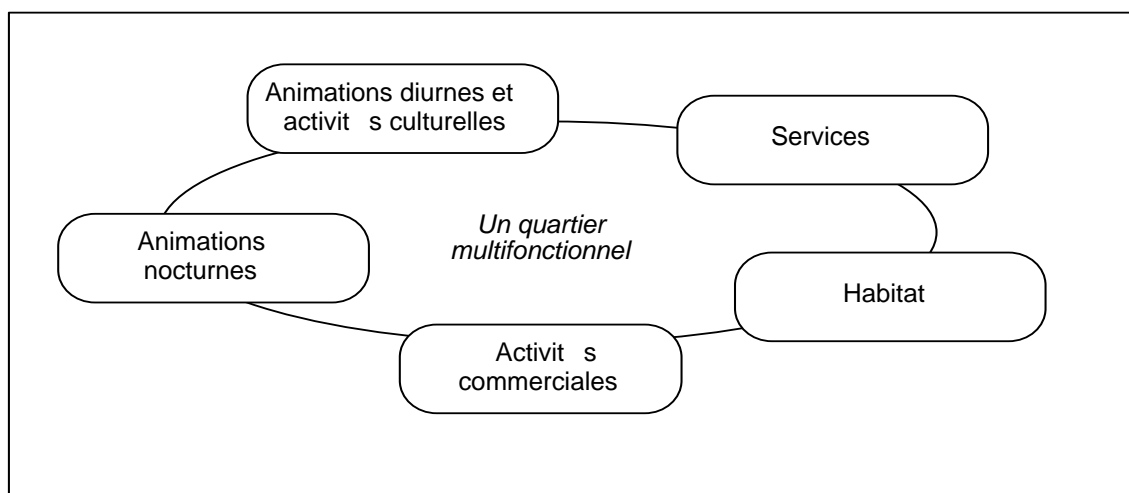 Animations diurnes et
activit s culturelles
Services
Un quartier
multifonctionnel
Animations
nocturnes
Habitat
Activit s
commerciales